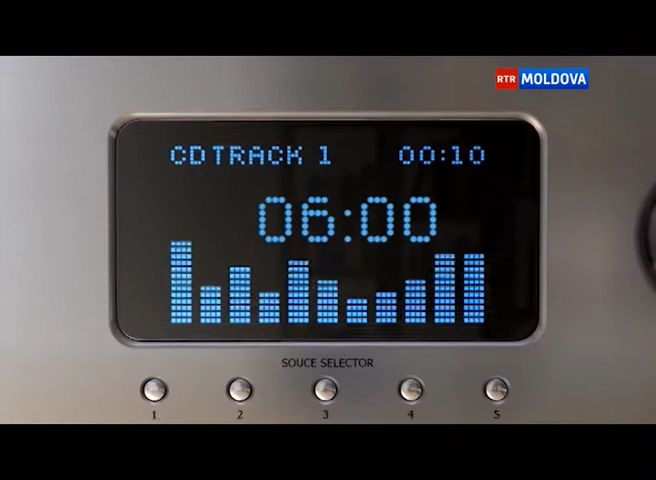 RTR MOLDOVA
CDTRACK 1 00:10
06:00
SOUCE SELECTOR
1 2 3 4 5